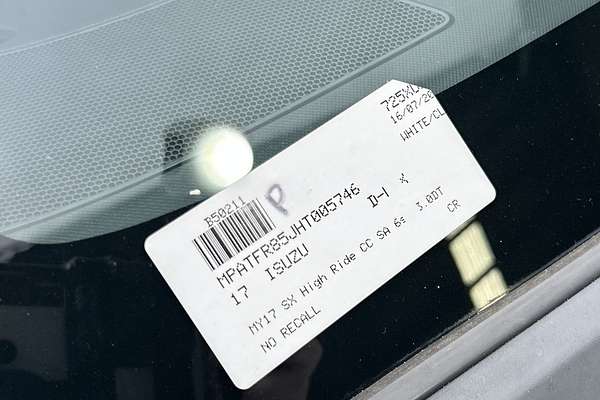 725XU
16/07/20
WHITE/CL
B50211
P
MPATFR85JHT005746
17 ISUZU D-I
MY17 SX High Ride CC SA 6s 3.0DT
NO RECALL CR